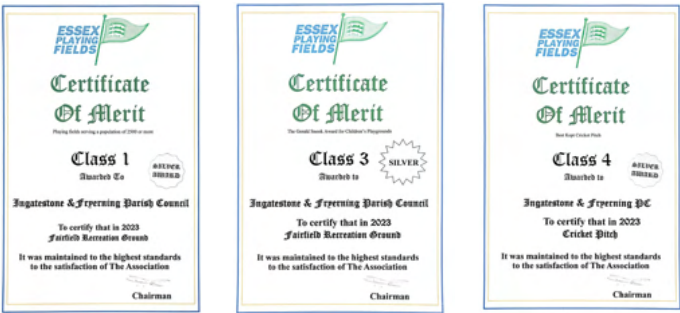 ESSEX
PLAYING
FIELDS
Certificate
Of Merit
Playing fields serving a population of 2500 or more
Class 1
Awarded To
SILVER
AWARD
Ingatestone & Fryerning Parish Council
To certify that in 2023
Fairfield Recreation Ground
It was maintained to the highest standards
to the satisfaction of The Association
Chairman
ESSEX
PLAYING
FIELDS
Certificate
Of Merit
The Gerald Smoak Award for Children's Playgrounds
Class 3
Awarded to
SILVER
Ingatestone & Fryerning Parish Council
To certify that in 2023
Fairfield Recreation Ground
It was maintained to the highest standards
to the satisfaction of The Association
Chairman
ESSEX
PLAYING
FIELDS
Certificate
Of Merit
Best Kept Cricket Pitch
Class 4
Awarded to
SILVER
AWARD
Ingatestone & Fryerning PC
To certify that in 2023
Cricket Pitch
It was maintained to the highest standards
to the satisfaction of The Association
Chairman